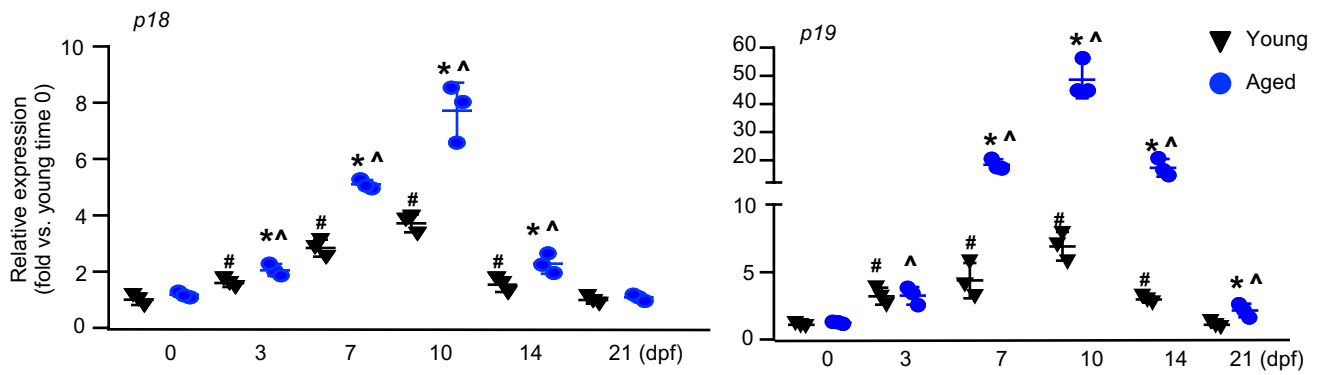 p18
Relative expression
(fold vs. young time 0)
10
8
6
4
2
0
# *^ # *^ # *^ # *^
0 3 7 10 14 21 (dpf)
p19
60
50
40
30
20
10
5
0
# ^ # *^ # *^ # *^ *^
0 3 7 10 14 21 (dpf)
Young
Aged